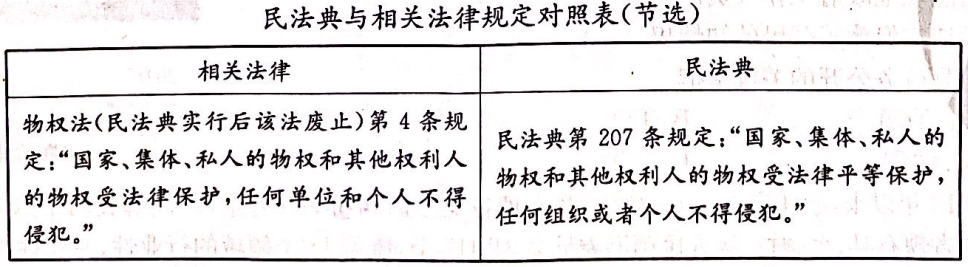 民法典与相关法律规定对照表(节选)
相关法律
民法典
物权法(民法典实行后该法废止)第 4 条规
定:“国家、集体、私人的物权和其他权利人
的物权受法律保护,任何单位和个人不得
侵犯。”
民法典第 207 条规定:“国家、集体、私人的
物权和其他权利人的物权受法律平等保护,
任何组织或者个人不得侵犯。”